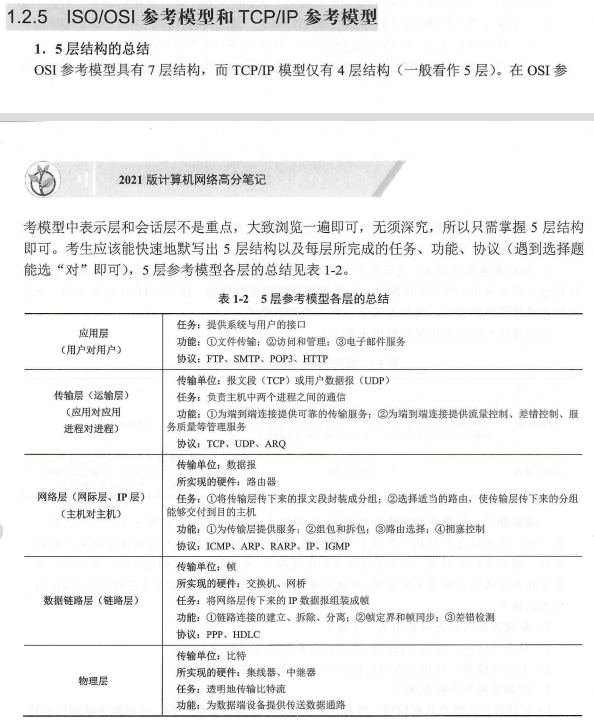 1.2.5 ISO/OSI 参考模型和 TCP/IP 参考模型
1．5 层结构的总结
OSI 参考模型具有 7 层结构，而 TCP/IP 模型仅有 4 层结构（一般看作 5 层）。在 OSI 参
2021 版计算机网络高分笔记
考模型中表示层和会话层不是重点，大致浏览一遍即可，无须深究，所以只需掌握 5 层结构
即可。考生应该能快速地默写出 5 层结构以及每层所完成的任务、功能、协议（遇到选择题
能选“对”即可），5 层参考模型各层的总结见表 1-2。
表 1-2 5 层参考模型各层的总结
应用层
（用户对用户）
任务：提供系统与用户的接口
功能：①文件传输；②访问和管理；③电子邮件服务
协议：FTP、SMTP、POP3、HTTP
传输层（运输层）
（应用对应用
进程对进程）
传输单位：报文段（TCP）或用户数据报（UDP）
任务：负责主机中两个进程之间的通信
功能：①为端到端连接提供可靠的传输服务；②为端到端连接提供流量控制、差错控制、服
务质量等管理服务
协议：TCP、UDP、ARQ
网络层（网际层、IP 层）
（主机对主机）
传输单位：数据报
所实现的硬件：路由器
任务：①将传输层传下来的报文段封装成分组；②选择适当的路由，使传输层传下来的分组
能够交付到目的主机
功能：①为传输层提供服务；②组包和拆包；③路由选择；④拥塞控制
协议：ICMP、ARP、RARP、IP、IGMP
数据链路层（链路层）
传输单位：帧
所实现的硬件：交换机、网桥
任务：将网络层传下来的 IP 数据报组装成帧
功能：①链路连接的建立、拆除、分离；②帧定界和帧同步；③差错检测
协议：PPP、HDLC
物理层
传输单位：比特
所实现的硬件：集线器、中继器
任务：透明地传输比特流
功能：为数据端设备提供传送数据通路